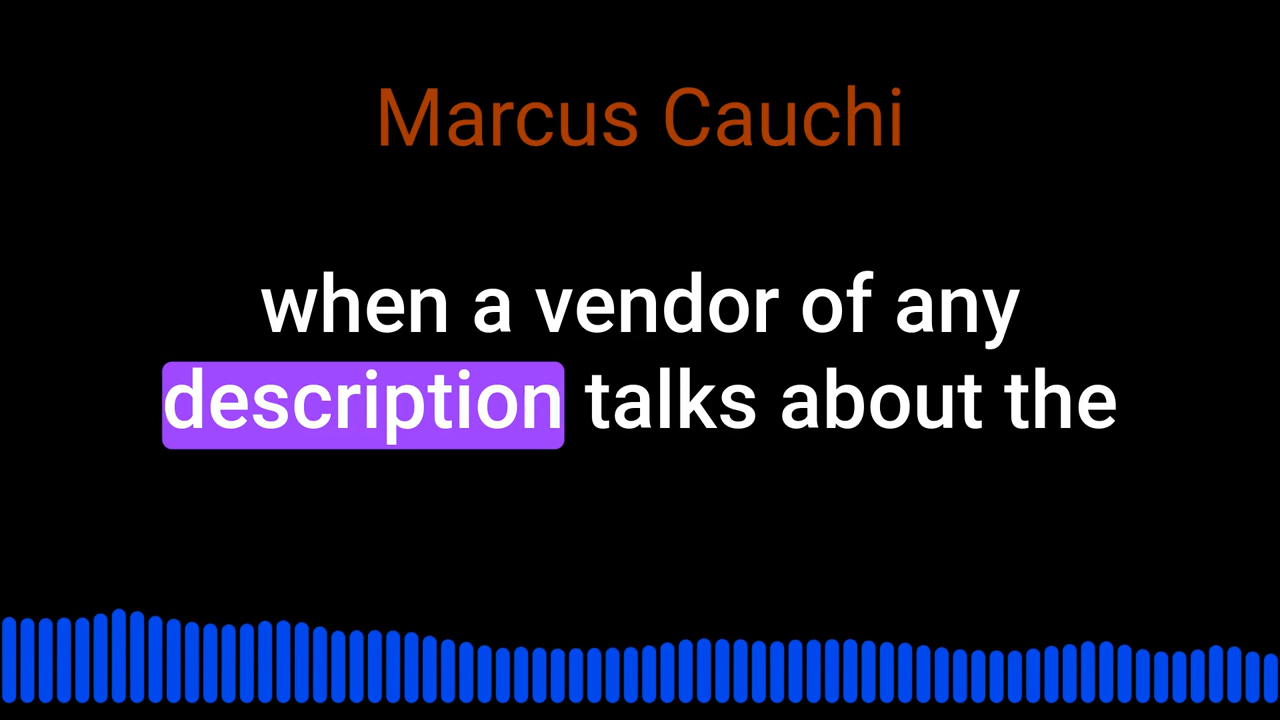 Marcus Cauchi
when a vendor of any
description talks about the